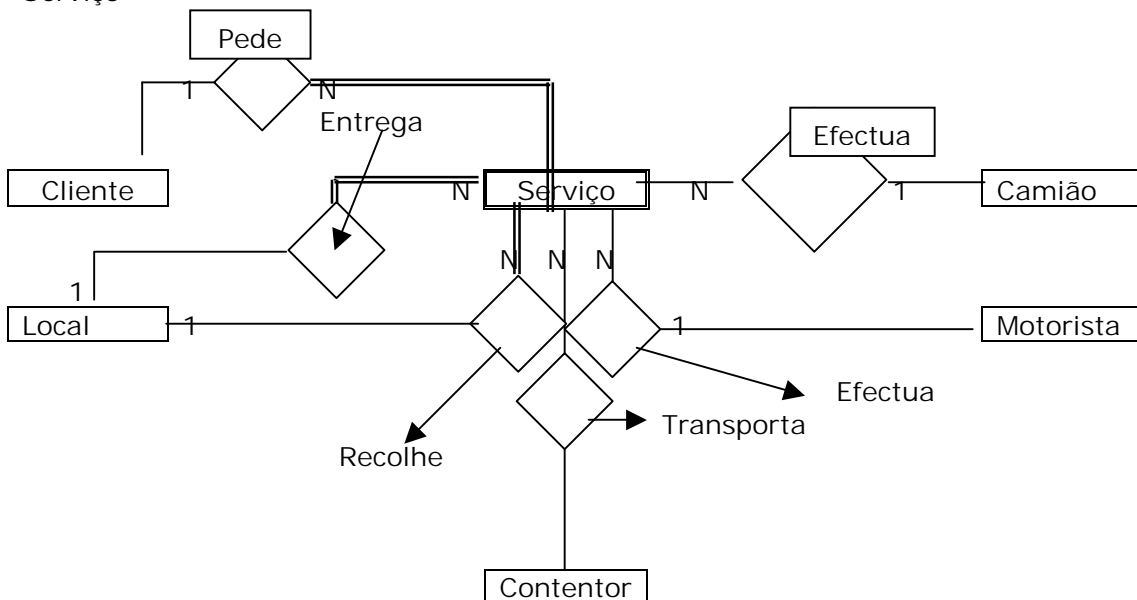 Serviço
Pede
1 N
Entrega
Efectua
Cliente
N Serviço N
1 Camião
N N N
1
Local 1
1 Motorista
Efectua
Transporta
Recolhe
Contentor